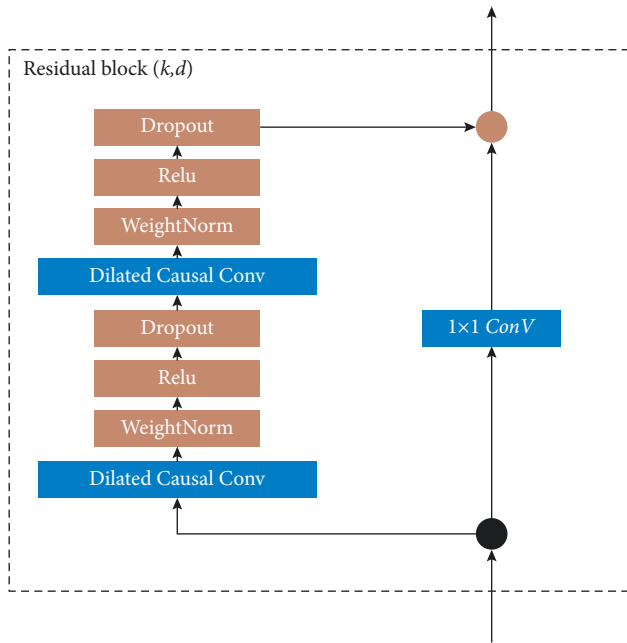 Residual block (k,d)
Dropout
Relu
WeightNorm
Dilated Causal Conv
Dropout
Relu
WeightNorm
Dilated Causal Conv
1×1 ConV